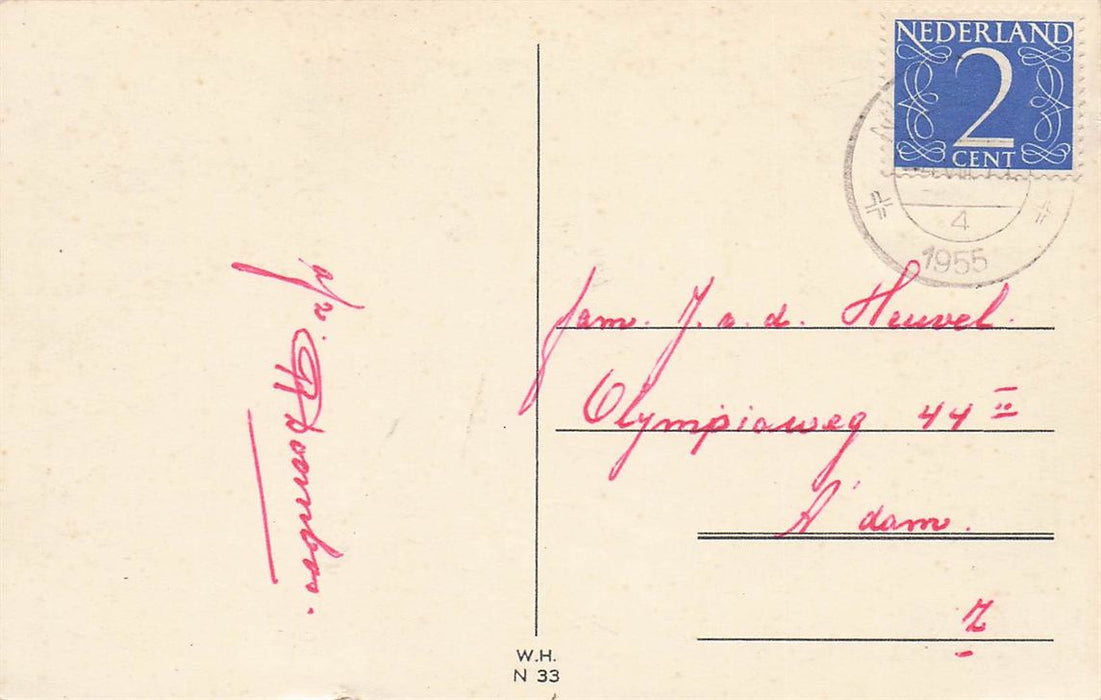 NEDERLAND
2
CENT
4
1955
fam. J. v. d. Heuvel.
Olympiaweg 44 II
A'dam.
Z
W.H.
N 33